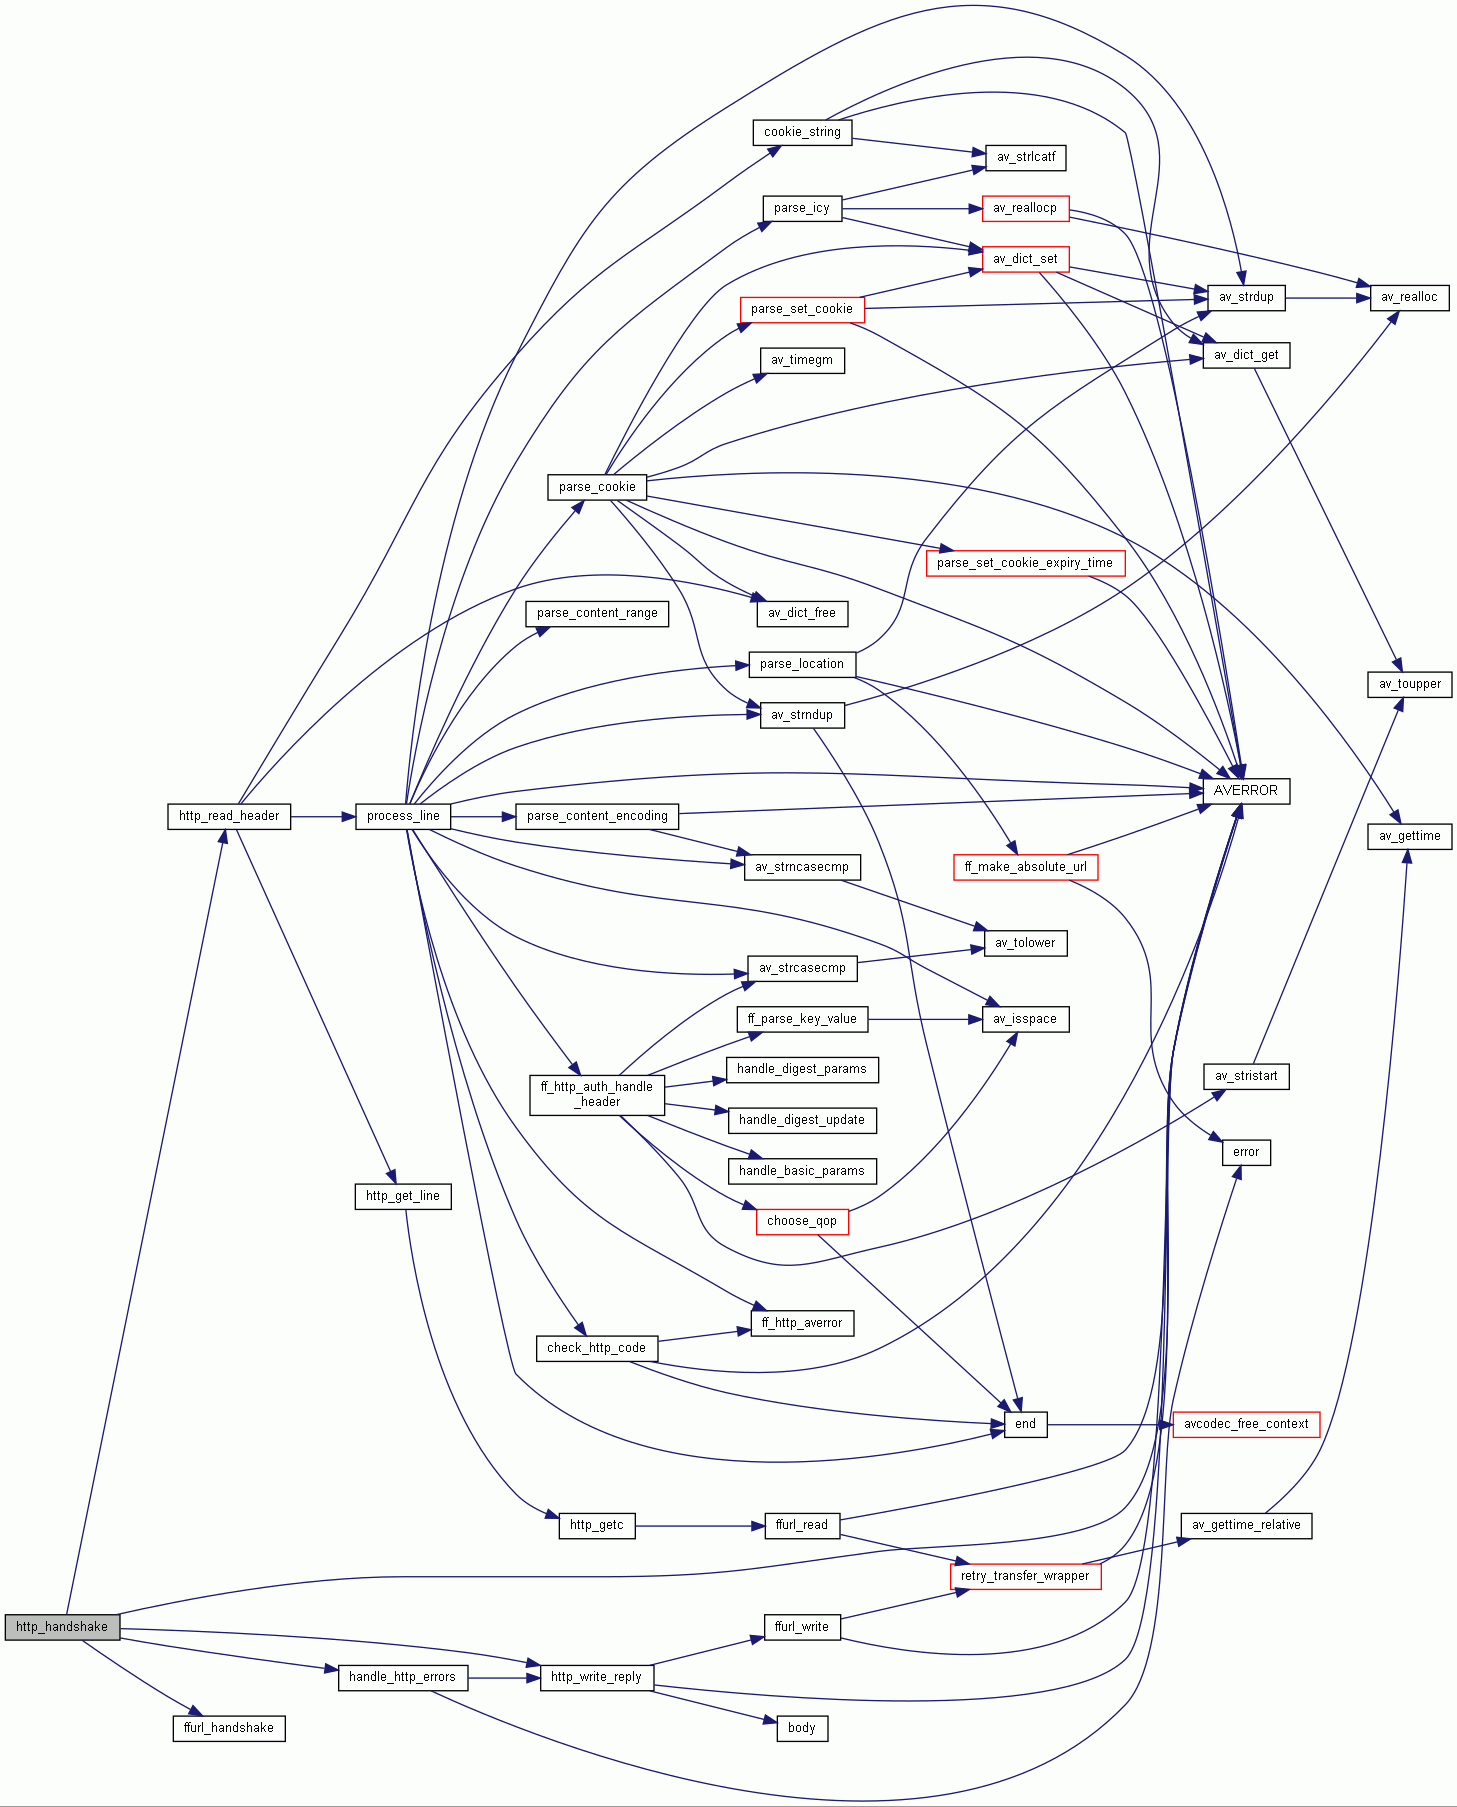 cookie_string
av_strlcatf
parse_icy
av_reallocp
av_dict_set
parse_set_cookie
av_strdup
av_realloc
av_timegm
av_dict_get
parse_cookie
parse_set_cookie_expiry_time
parse_content_range
av_dict_free
parse_location
av_toupper
av_strndup
AVERROR
http_read_header
process_line
parse_content_encoding
av_gettime
av_strncasecmp
ff_make_absolute_url
av_tolower
av_strcasecmp
ff_parse_key_value
av_isspace
handle_digest_params
av_stristart
ff_http_auth_handle
_header
handle_digest_update
error
handle_basic_params
http_get_line
choose_qop
ff_http_averror
check_http_code
end
avcodec_free_context
http_getc
ffurl_read
av_gettime_relative
retry_transfer_wrapper
http_handshake
ffurl_write
handle_http_errors
http_write_reply
ffurl_handshake
body